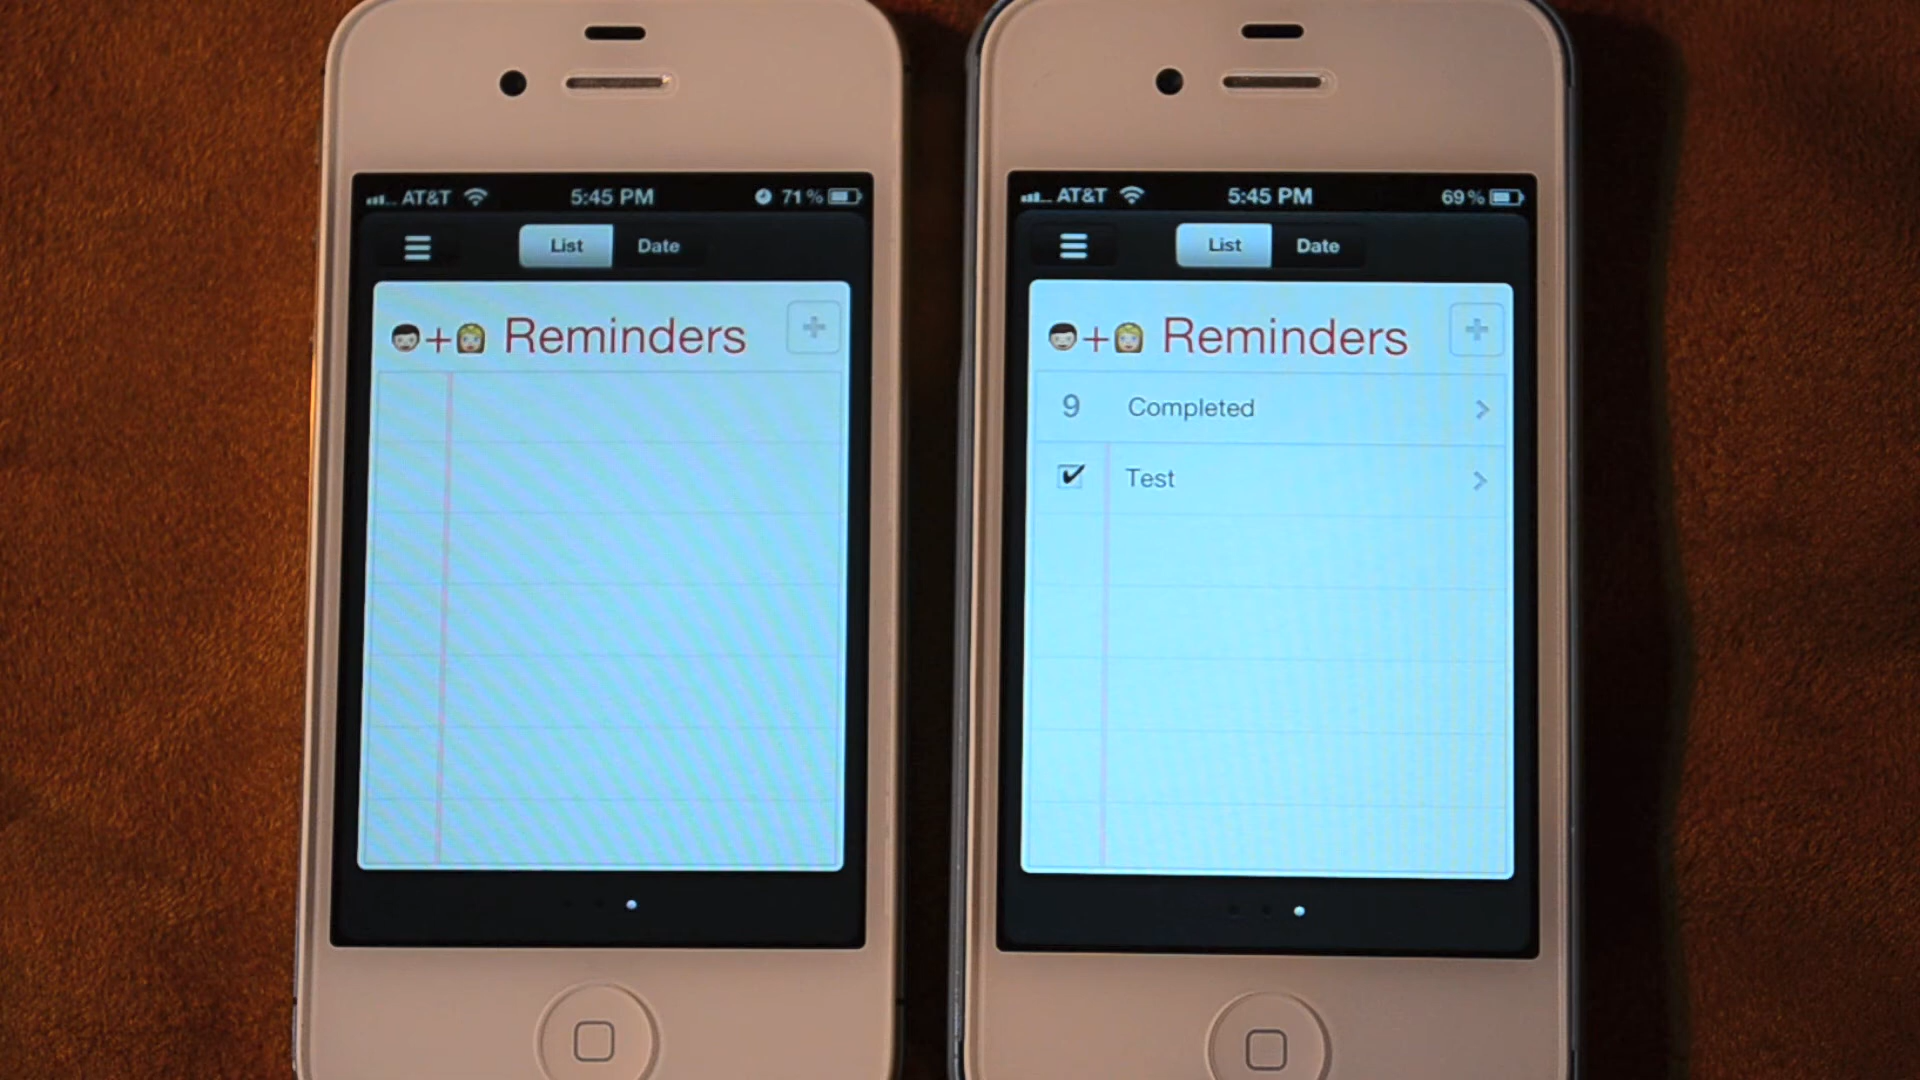 AT&T 5:45 PM 71%
List Date
+ Reminders +
AT&T 5:45 PM 69%
List Date
+ Reminders +
9 Completed
Test